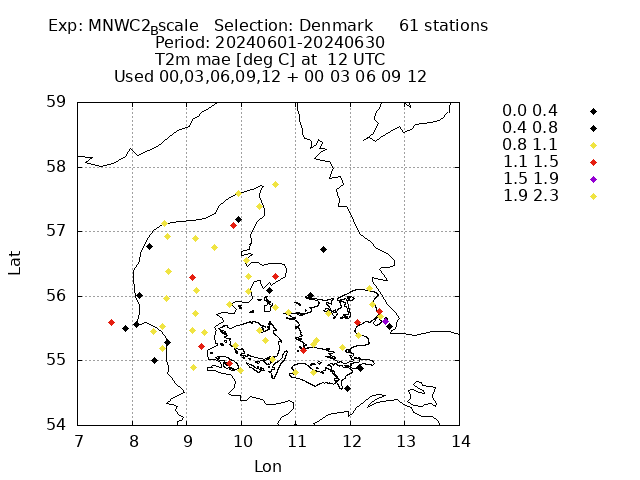 Exp: MNWC2_Bscale Selection: Denmark 61 stations
Period: 20240601-20240630
T2m mae [deg C] at 12 UTC
Used 00,03,06,09,12 + 00 03 06 09 12
0.0 0.4
0.4 0.8
0.8 1.1
1.1 1.5
1.5 1.9
1.9 2.3
59
58
57
56
55
54
Lat
7 8 9 10 11 12 13 14
Lon